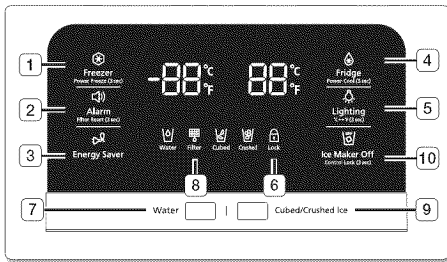 1
Freezer
Power Freeze (3 sec)
2
Alarm
Filter Reset (3 sec)
3
Energy Saver
-88 °C °F
88 °C °F
Water Filter Cubed Crushed Lock
8
6
4
Fridge
Power Cool (3 sec)
5
Lighting
°C ↔ °F (3 sec)
Ice Maker Off
Control Lock (3 sec)
10
7
Water | Cubed/Crushed Ice
9